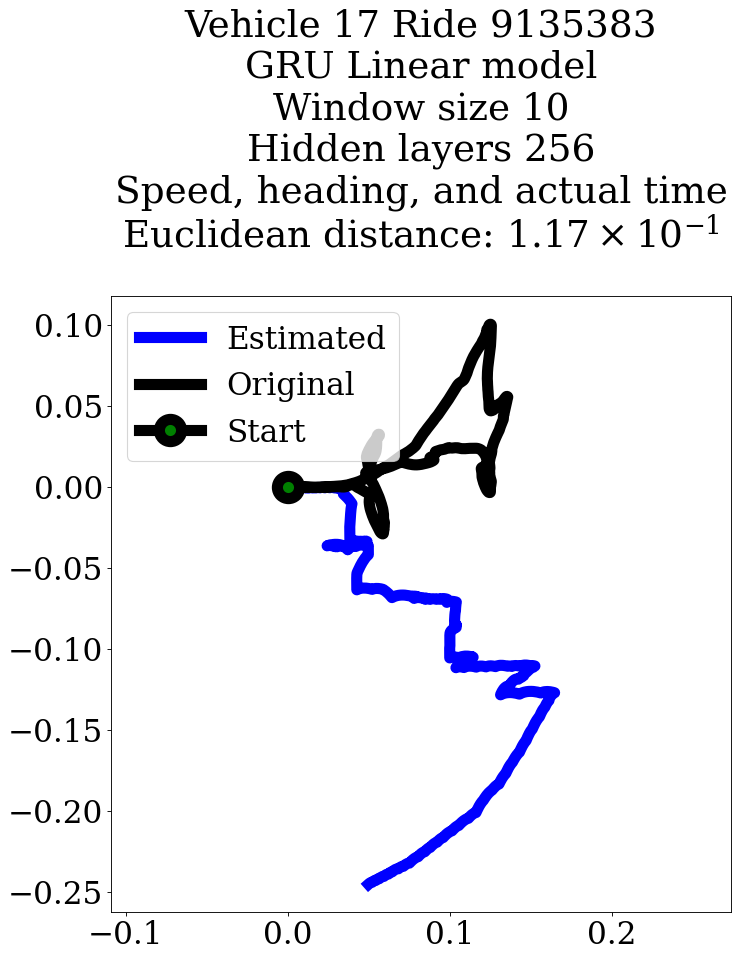 Vehicle 17 Ride 9135383
GRU Linear model
Window size 10
Hidden layers 256
Speed, heading, and actual time
Euclidean distance: 1.17 × 10⁻¹
Estimated
Original
Start
0.10
0.05
0.00
−0.05
−0.10
−0.15
−0.20
−0.25
−0.1
0.0
0.1
0.2